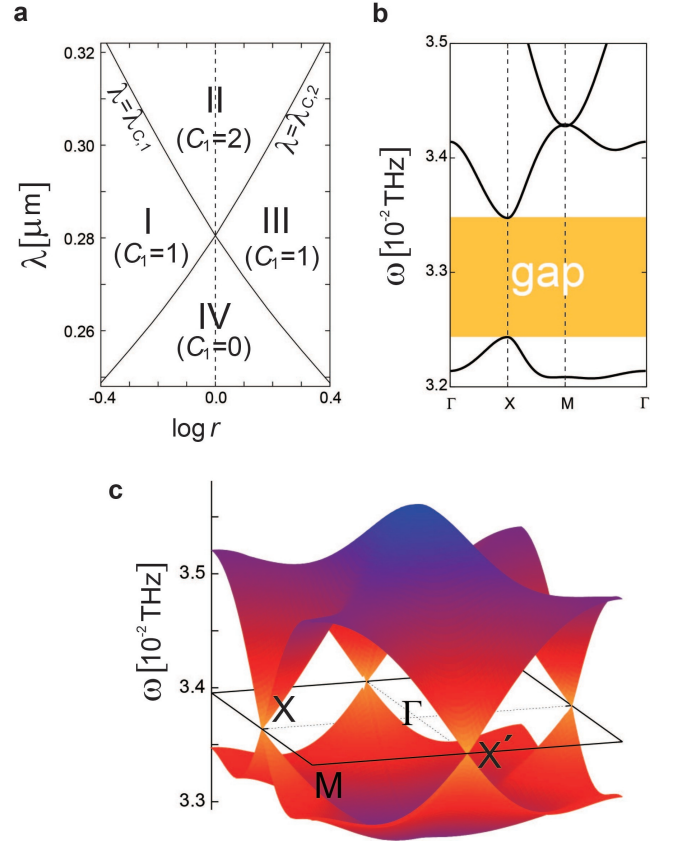 a
0.32
0.30
0.28
0.26
λ[μm]
λ=λC,1
II
(C1=2)
λ=λC,2
I
(C1=1)
III
(C1=1)
IV
(C1=0)
-0.4
0.0
0.4
log r
b
3.5
3.4
3.3
3.2
ω[10-2 THz]
gap
Γ
X
M
Γ
c
3.5
3.4
3.3
ω[10-2 THz]
X
Γ
X´
M